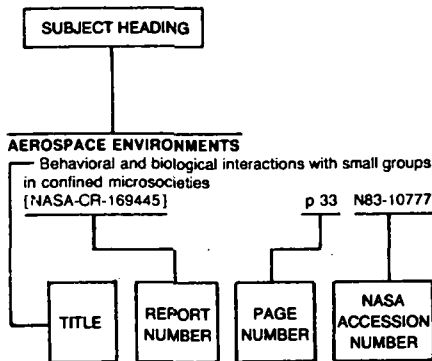 SUBJECT HEADING
AEROSPACE ENVIRONMENTS
Behavioral and biological interactions with small groups
in confined microsocieties
[NASA-CR-169445] p 33 N83-10777
TITLE
REPORT
NUMBER
PAGE
NUMBER
NASA
ACCESSION
NUMBER